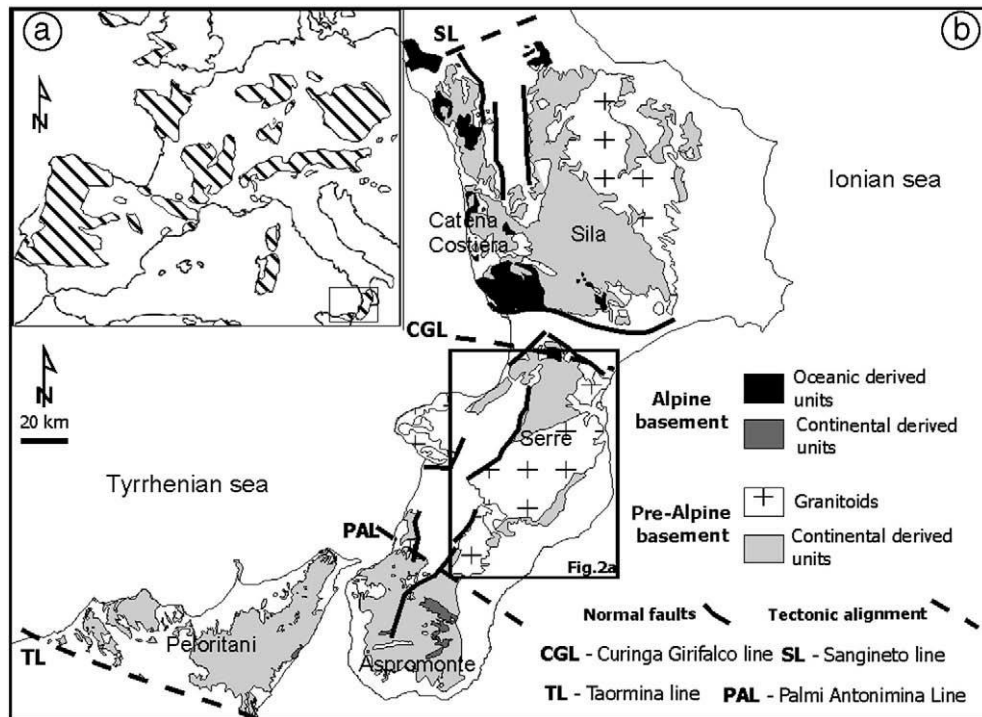 a
N
SL
b
Ionian sea
Catena
Costiera
Sila
CGL
N
20 km
Alpine
basement
Oceanic derived
units
Continental derived
units
Serre
Tyrrhenian sea
Pre-Alpine
basement
Granitoids
Continental derived
units
PAL
Fig.2a
Normal faults
Tectonic alignment
Peloritani
TL
Aspromonte
CGL - Curinga Girifalco line
SL - Sangineto line
TL - Taormina line
PAL - Palmi Antonimina Line